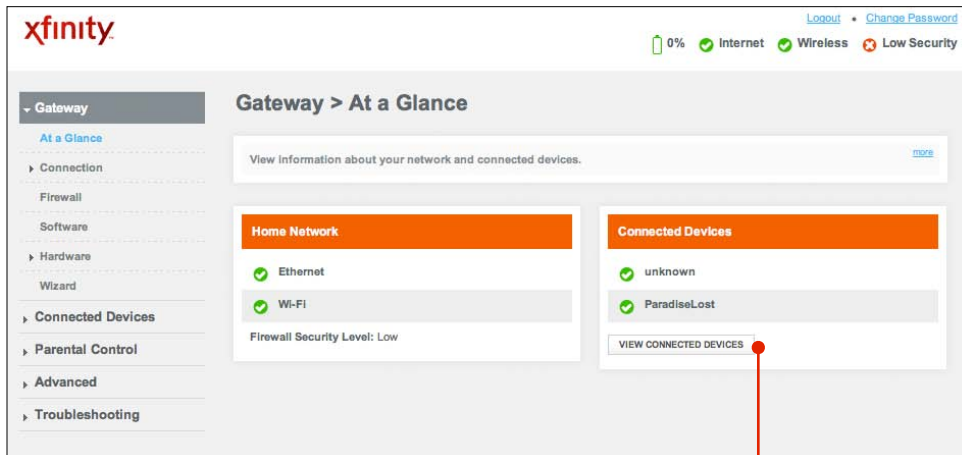 xfinity.
Logout • Change Password
0% Internet Wireless Low Security
Gateway
At a Glance
Connection
Firewall
Software
Hardware
Wizard
Connected Devices
Parental Control
Advanced
Troubleshooting
Gateway > At a Glance
View information about your network and connected devices.
more
Home Network
Ethernet
Wi-Fi
Firewall Security Level: Low
Connected Devices
unknown
ParadiseLost
VIEW CONNECTED DEVICES